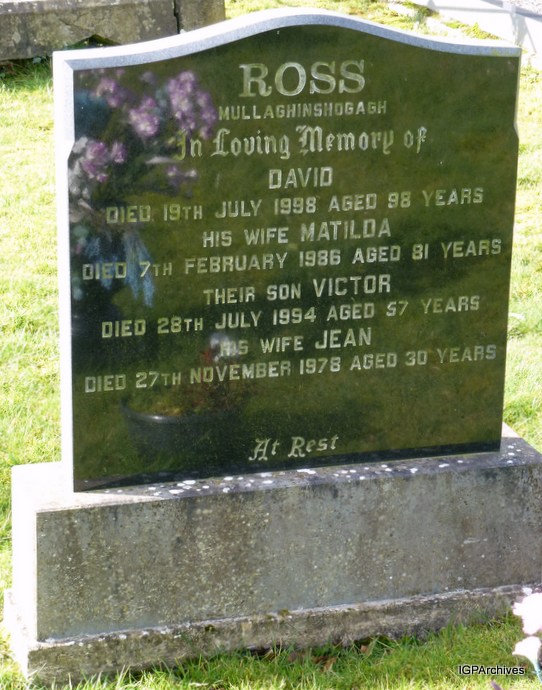 ROSS
MULLAGHINSHOGAGH
In Loving Memory of
DAVID
DIED 19TH JULY 1998 AGED 98 YEARS
HIS WIFE MATILDA
DIED 7TH FEBRUARY 1986 AGED 81 YEARS
THEIR SON VICTOR
DIED 28TH JULY 1994 AGED 57 YEARS
HIS WIFE JEAN
DIED 27TH NOVEMBER 1978 AGED 30 YEARS
At Rest
IGPArchives